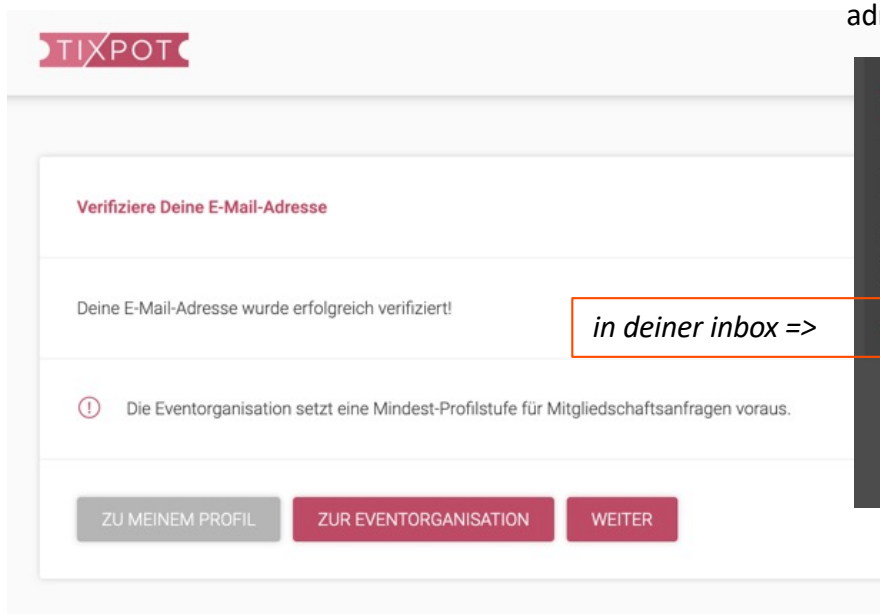 TIXPOT
Verifiziere Deine E-Mail-Adresse
Deine E-Mail-Adresse wurde erfolgreich verifiziert!
in deiner inbox =>
Die Eventorganisation setzt eine Mindest-Profilstufe für Mitgliedschaftsanfragen voraus.
ZU MEINEM PROFIL
ZUR EVENTORGANISATION
WEITER